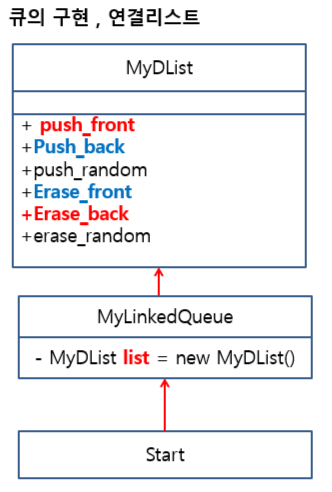 큐의 구현 , 연결리스트
MyDList
+ push_front
+Push_back
+push_random
+Erase_front
+Erase_back
+erase_random
MyLinkedQueue
- MyDList list = new MyDList()
Start